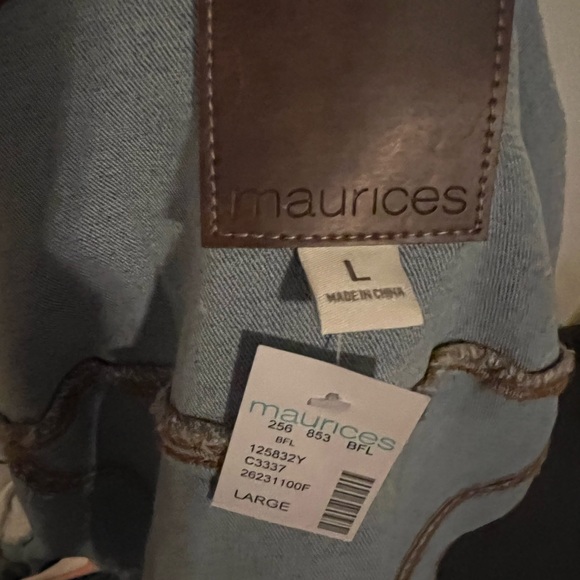 maurices
L
MADE IN CHINA
maurices
256 853 BFL
BFL
125832Y
C3337
26231100F
LARGE